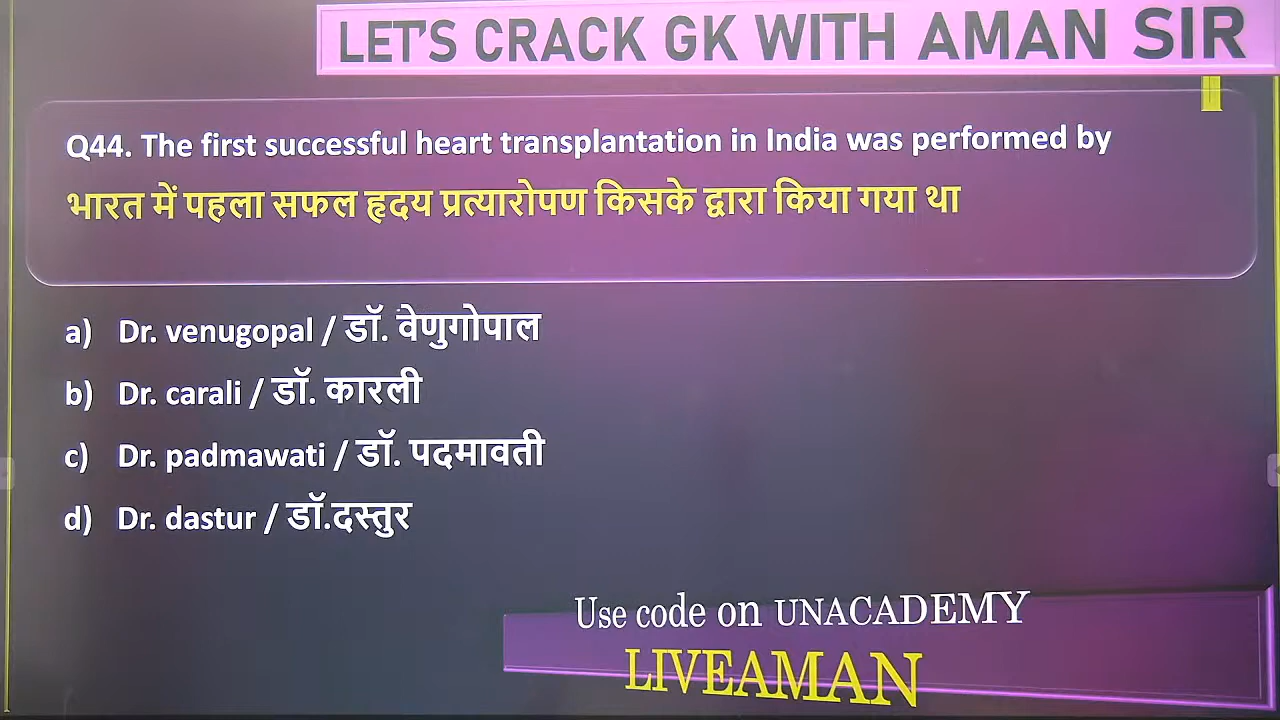 LET'S CRACK GK WITH AMAN SIR
Q44. The first successful heart transplantation in India was performed by
भारत में पहला सफल हृदय प्रत्यारोपण किसके द्वारा किया गया था
a) Dr. venugopal / डॉ. वेणुगोपाल
b) Dr. carali / डॉ. कारली
c) Dr. padmawati / डॉ. पदमावती
d) Dr. dastur / डॉ.दस्तुर
Use code on UNACADEMY
LIVEAMAN